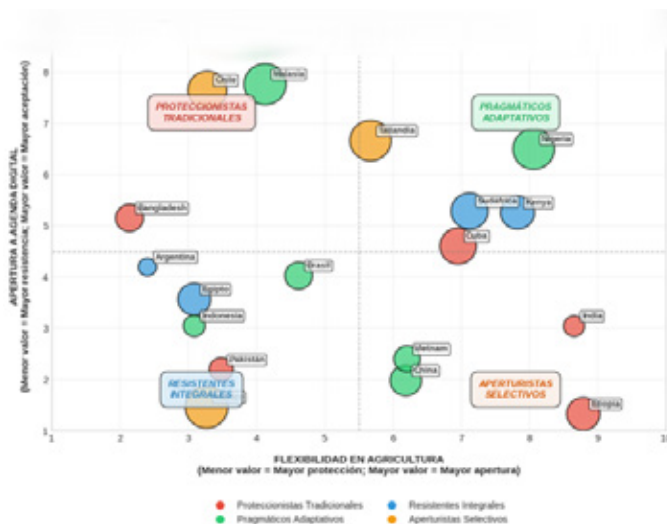 Chile
Malasia
PROTECCIONISTAS
TRADICIONALES
PRAGMÁTICOS
ADAPTATIVOS
Tailandia
Nigeria
Bangladesh
Sudáfrica
Kenya
Cuba
Argentina
Brasil
Egipto
Indonesia
India
Pakistán
Vietnam
China
RESISTENTES
INTEGRALES
APERTURISTAS
SELECTIVOS
Etiopía
APERTURA A AGENDA DIGITAL
(Menor valor = Mayor resistencia; Mayor valor = Mayor aceptación)
8
7
6
5
4
3
2
1
1 2 3 4 5 6 7 8 9 10
FLEXIBILIDAD EN AGRICULTURA
(Menor valor = Mayor protección; Mayor valor = Mayor apertura)
Proteccionistas Tradicionales
Resistentes Integrales
Pragmáticos Adaptativos
Aperturistas Selectivos